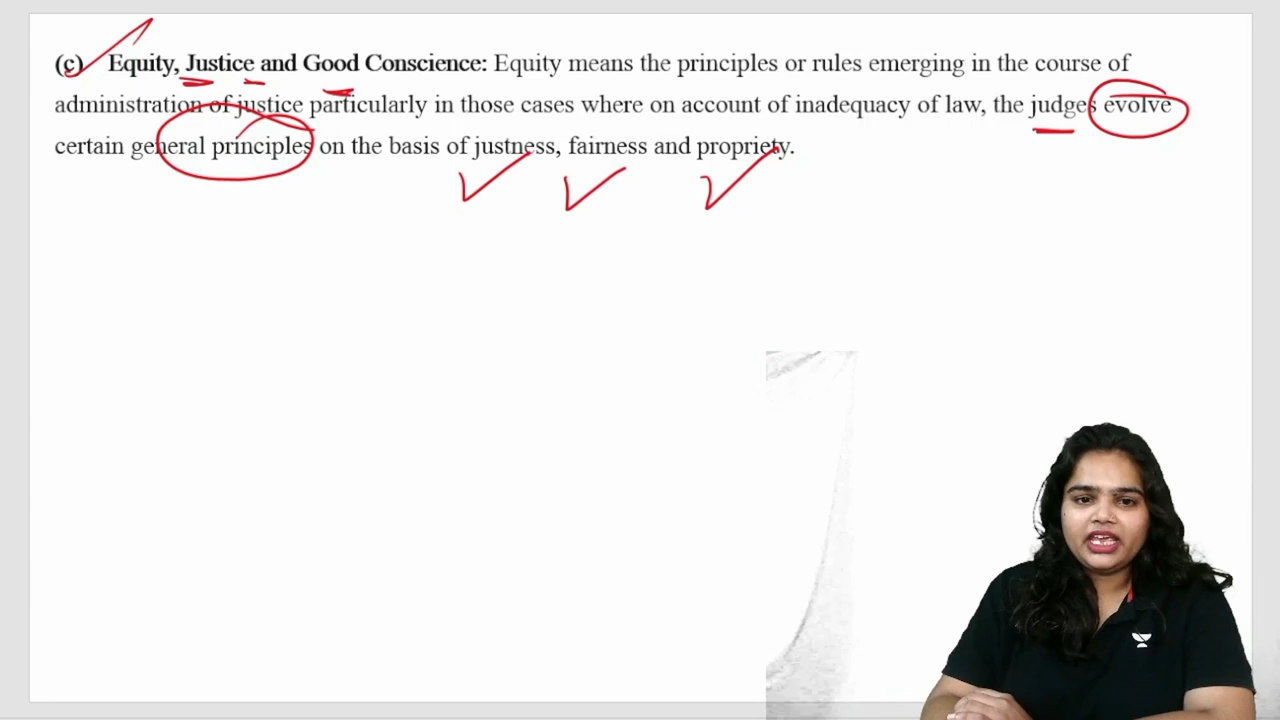 (c) Equity, Justice and Good Conscience: Equity means the principles or rules emerging in the course of
administration of justice particularly in those cases where on account of inadequacy of law, the judges evolve
certain general principles on the basis of justness, fairness and propriety.